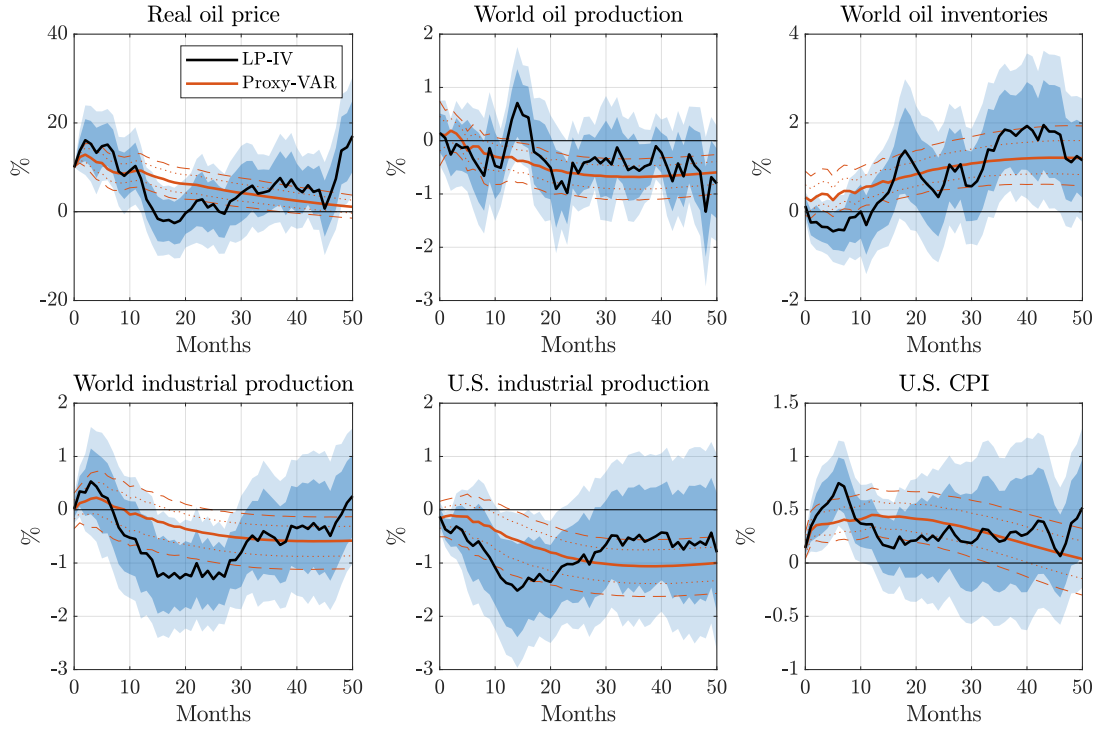 Real oil price
World oil production
World oil inventories
40
20
0
-20
%
LP-IV
Proxy-VAR
0 10 20 30 40 50
Months
2
1
0
-1
-2
-3
%
0 10 20 30 40 50
Months
4
2
0
-2
%
0 10 20 30 40 50
Months
World industrial production
U.S. industrial production
U.S. CPI
2
1
0
-1
-2
-3
%
0 10 20 30 40 50
Months
2
1
0
-1
-2
-3
%
0 10 20 30 40 50
Months
1.5
1
0.5
0
-0.5
-1
%
0 10 20 30 40 50
Months